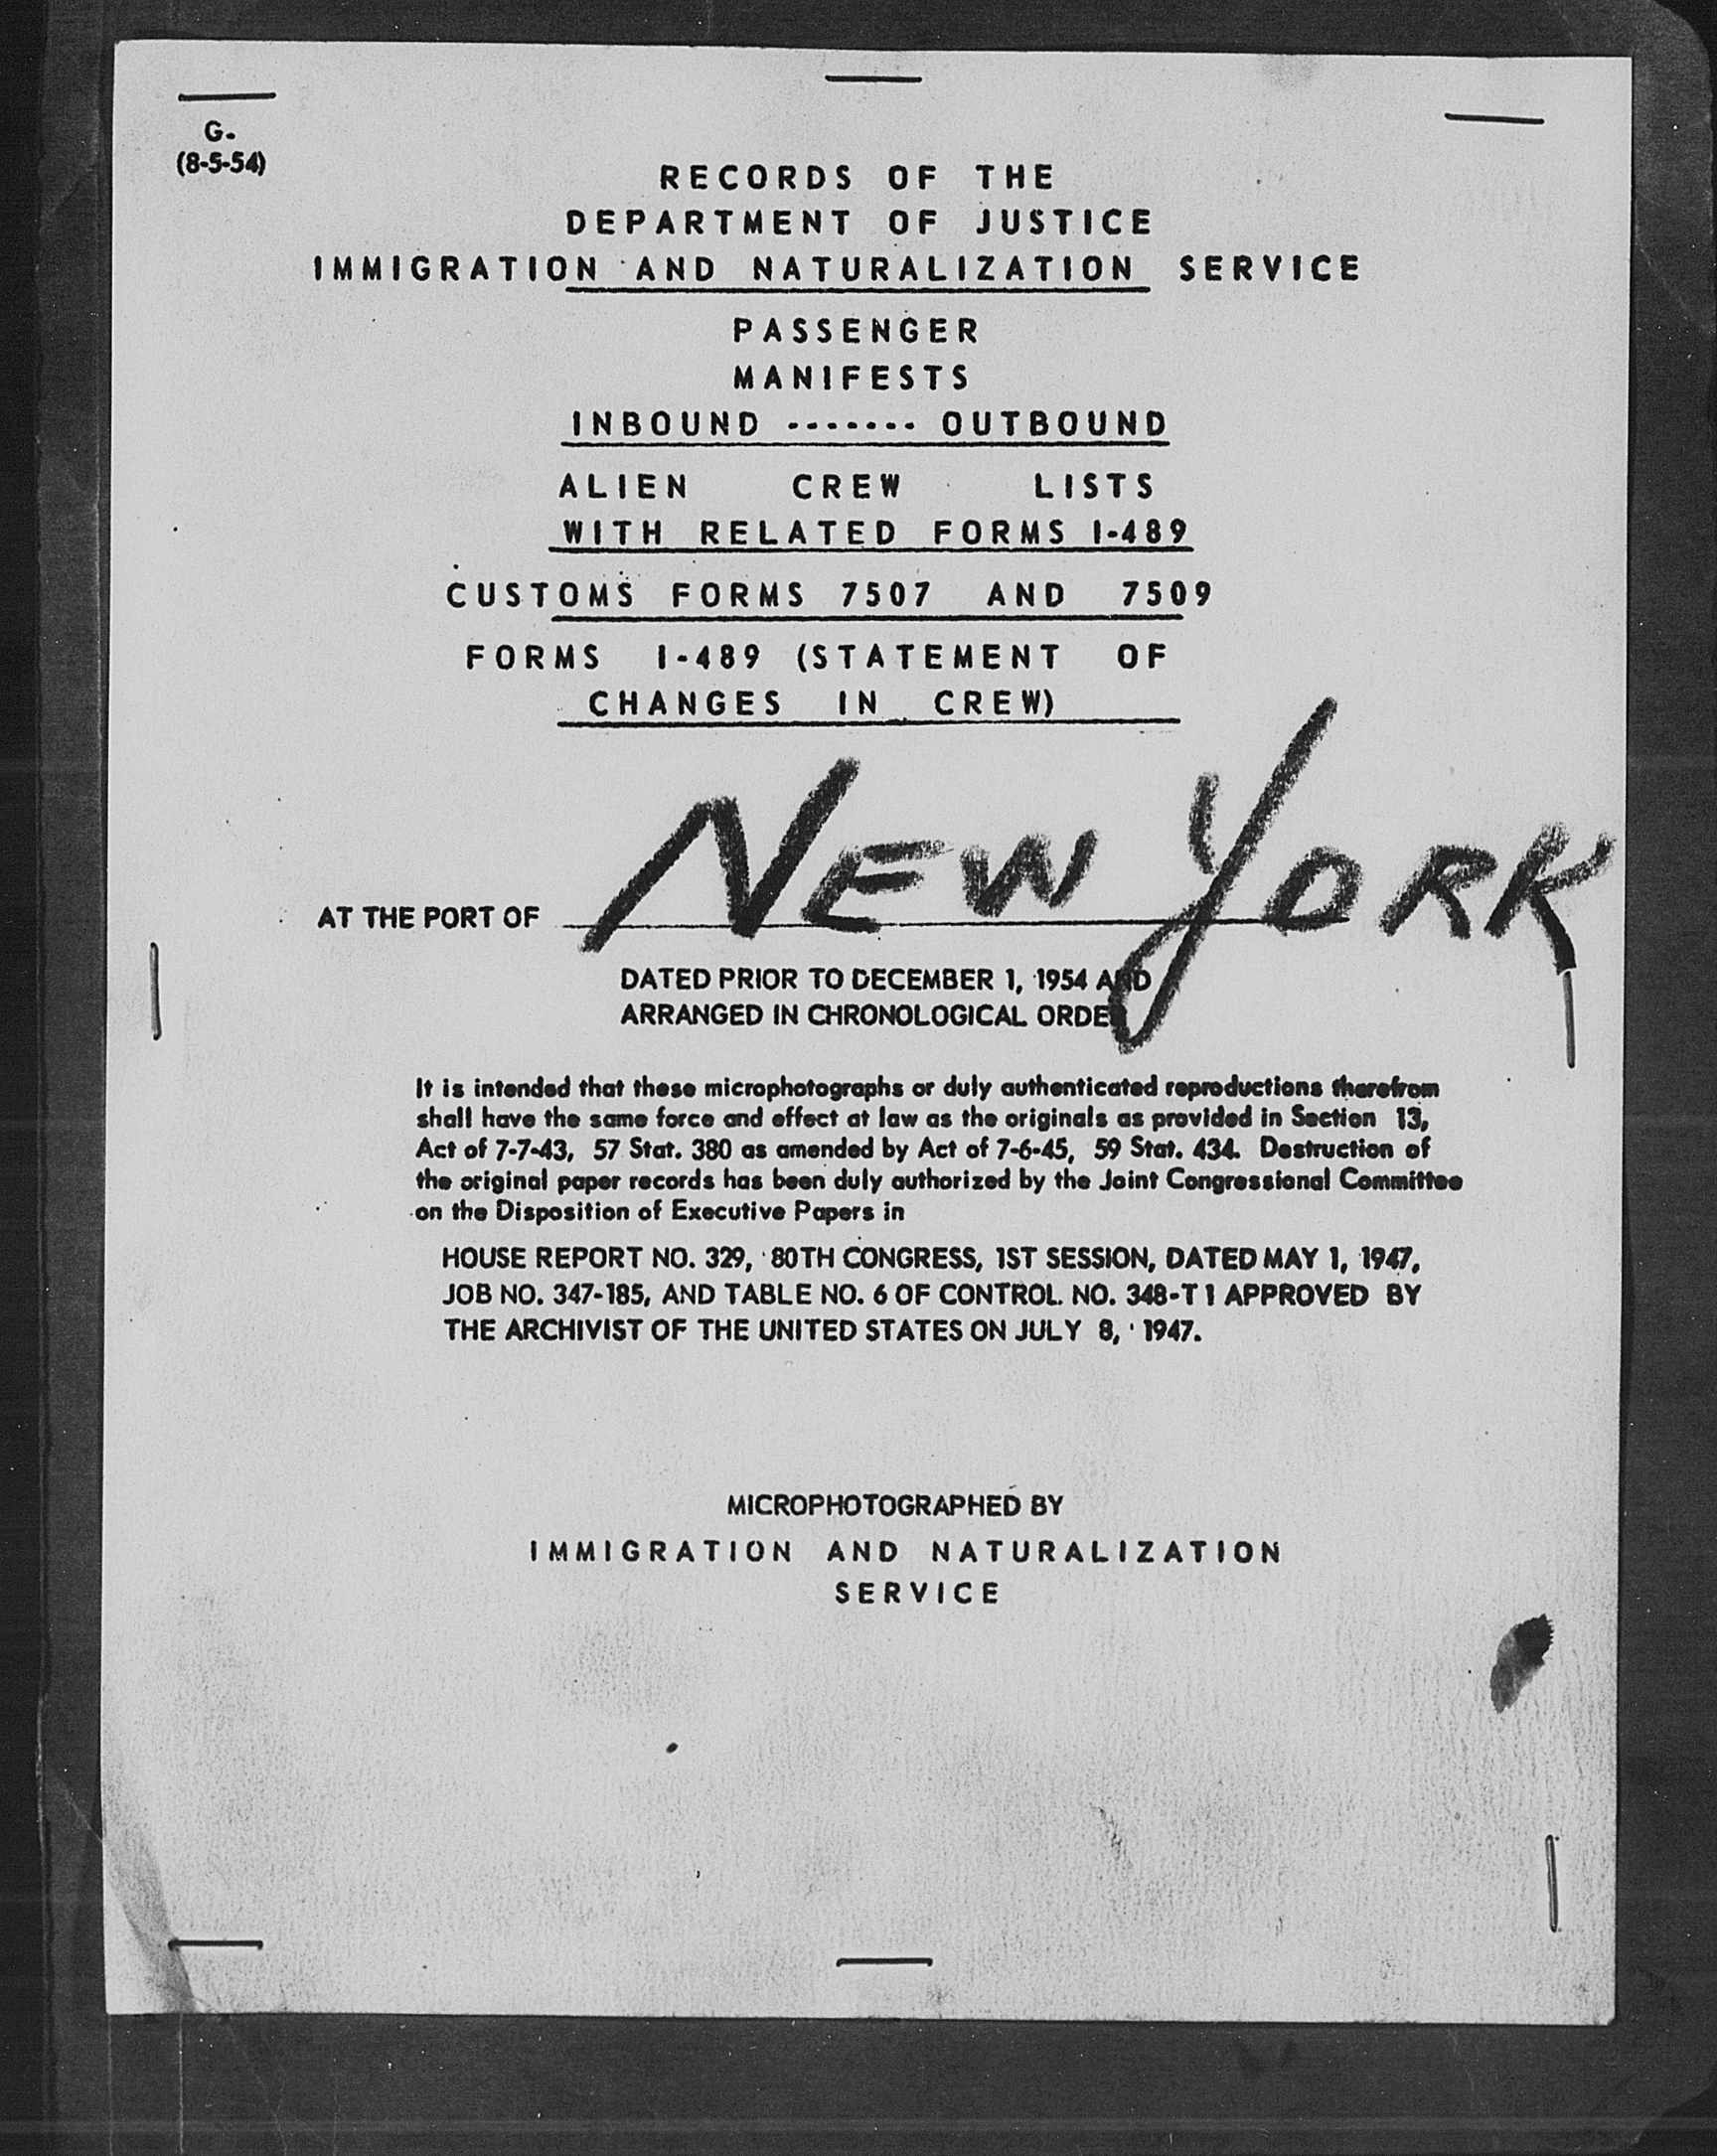 G-
(8-5-54)
RECORDS OF THE
DEPARTMENT OF JUSTICE
IMMIGRATION AND NATURALIZATION SERVICE
PASSENGER
MANIFESTS
INBOUND ------- OUTBOUND
ALIEN CREW LISTS
WITH RELATED FORMS I-489
CUSTOMS FORMS 7507 AND 7509
FORMS I-489 (STATEMENT OF
CHANGES IN CREW)
AT THE PORT OF NEW YORK
DATED PRIOR TO DECEMBER 1, 1954 AND
ARRANGED IN CHRONOLOGICAL ORDER
It is intended that these microphotographs or duly authenticated reproductions therefrom
shall have the same force and effect at law as the originals as provided in Section 13,
Act of 7-7-43, 57 Stat. 380 as amended by Act of 7-6-45, 59 Stat. 434. Destruction of
the original paper records has been duly authorized by the Joint Congressional Committee
on the Disposition of Executive Papers in
HOUSE REPORT NO. 329, 80TH CONGRESS, 1ST SESSION, DATED MAY 1, 1947,
JOB NO. 347-185, AND TABLE NO. 6 OF CONTROL NO. 348-T1 APPROVED BY
THE ARCHIVIST OF THE UNITED STATES ON JULY 8, 1947.
MICROPHOTOGRAPHED BY
IMMIGRATION AND NATURALIZATION
SERVICE